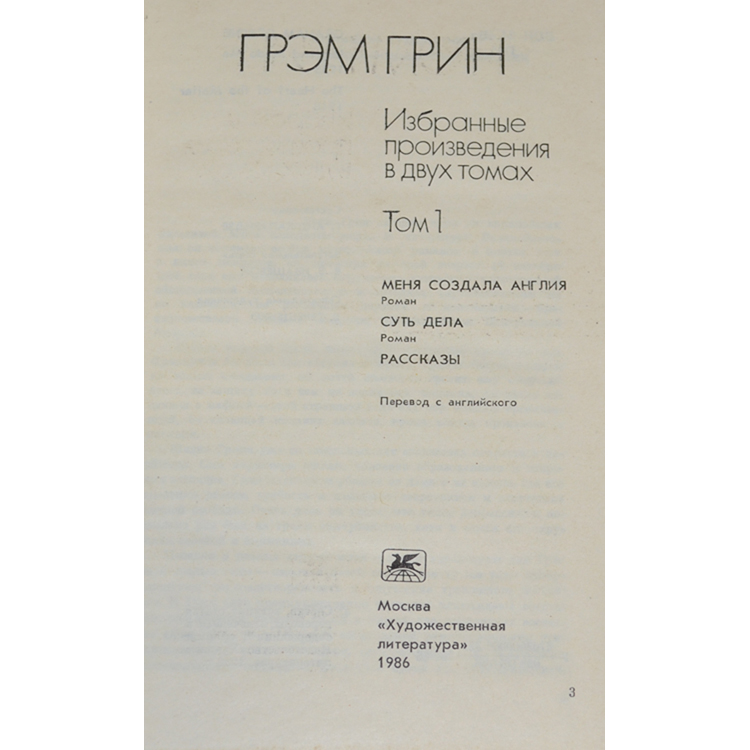 ГРЭМ ГРИН
Избранные
произведения
в двух томах
Том 1
МЕНЯ СОЗДАЛА АНГЛИЯ
Роман
СУТЬ ДЕЛА
Роман
РАССКАЗЫ
Перевод с английского
Москва
«Художественная
литература»
1986
3